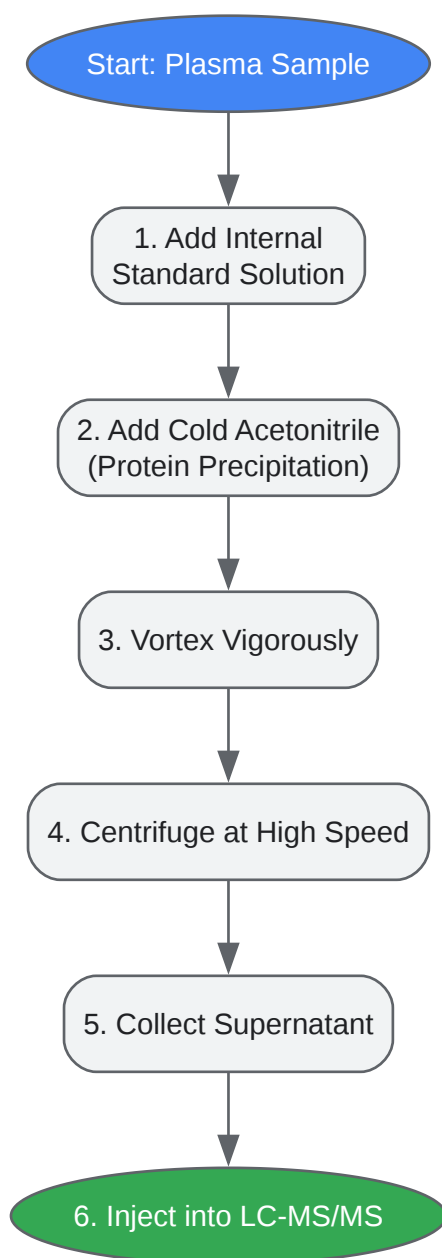 Start: Plasma Sample
1. Add Internal
Standard Solution
2. Add Cold Acetonitrile
(Protein Precipitation)
3. Vortex Vigorously
4. Centrifuge at High Speed
5. Collect Supernatant
6. Inject into LC-MS/MS